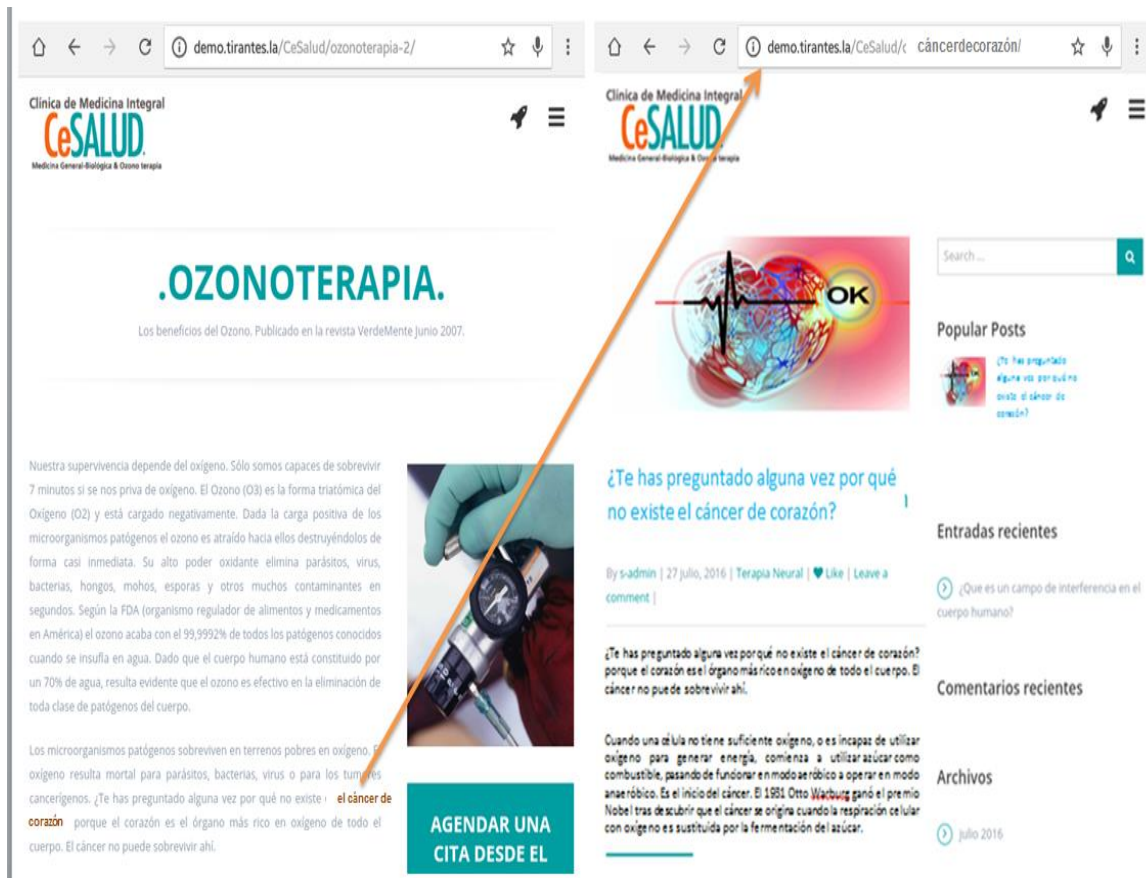 demo.tirantes.la/CeSalud/ozonoterapia-2/
Clínica de Medicina Integral
CeSALUD.
Medicina General-Biológica & Ozono terapia
.OZONOTERAPIA.
Los beneficios del Ozono. Publicado en la revista VerdeMente Junio 2007.
Nuestra supervivencia depende del oxígeno. Sólo somos capaces de sobrevivir
7 minutos si se nos priva de oxígeno. El Ozono (O3) es la forma triatómica del
Oxígeno (O2) y está cargado negativamente. Dada la carga positiva de los
microorganismos patógenos el ozono es atraído hacia ellos destruyéndolos de
forma casi inmediata. Su alto poder oxidante elimina parásitos, virus,
bacterias, hongos, mohos, esporas y otros muchos contaminantes en
segundos. Según la FDA (organismo regulador de alimentos y medicamentos
en América) el ozono acaba con el 99,9992% de todos los patógenos conocidos
cuando se insufla en agua. Dado que el cuerpo humano está constituido por
un 70% de agua, resulta evidente que el ozono es efectivo en la eliminación de
toda clase de patógenos del cuerpo.
Los microorganismos patógenos sobreviven en terrenos pobres en oxígeno.
oxígeno resulta mortal para parásitos, bacterias, virus o para los tumores
cancerígenos. ¿Te has preguntado alguna vez por qué no existe el cáncer de
corazón porque el corazón es el órgano más rico en oxígeno de todo el
cuerpo. El cáncer no puede sobrevivir ahí.
AGENDAR UNA
CITA DESDE EL
demo.tirantes.la/CeSalud/c cáncerdecorazón/
Clínica de Medicina Integral
CeSALUD.
Medicina General-Biológica & Ozono terapia
OK
¿Te has preguntado alguna vez por qué
no existe el cáncer de corazón?
By s-admin | 27 julio, 2016 | Terapia Neural | Like | Leave a
comment |
¿Te has preguntado alguna vez por qué no existe el cáncer de corazón?
porque el corazón es el órgano más rico en oxígeno de todo el cuerpo. El
cáncer no puede sobrevivir ahí.
Cuando una célula no tiene suficiente oxígeno, o es incapaz de utilizar
oxígeno para generar energía, comienza a utilizar azúcar como
combustible, pasando de funcionar en modo aeróbico a operar en modo
anaeróbico. Es el inicio del cáncer. El 1931 Otto Warburg ganó el premio
Nobel tras descubrir que el cáncer se origina cuando la respiración celular
con oxígeno es sustituida por la fermentación del azúcar.
Search ...
Popular Posts
¿Te has preguntado
alguna vez por qué no
existe el cáncer de
corazón?
Entradas recientes
¿Que es un campo de interferencia en el
cuerpo humano?
Comentarios recientes
Archivos
julio 2016